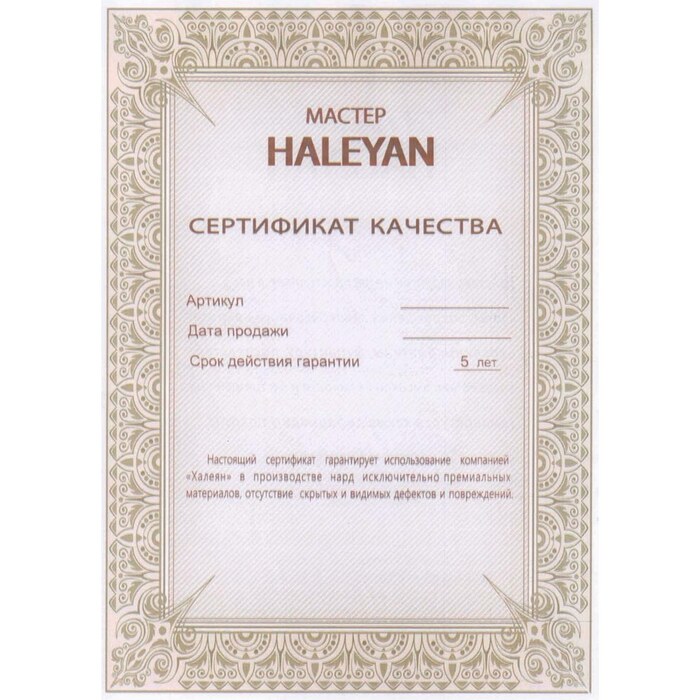 МАСТЕР
HALEYAN
СЕРТИФИКАТ КАЧЕСТВА
Артикул
Дата продажи
Срок действия гарантии 5 лет
Настоящий сертификат гарантирует использование компанией
«Халеян» в производстве нард исключительно премиальных
материалов, отсутствие скрытых и видимых дефектов и повреждений.